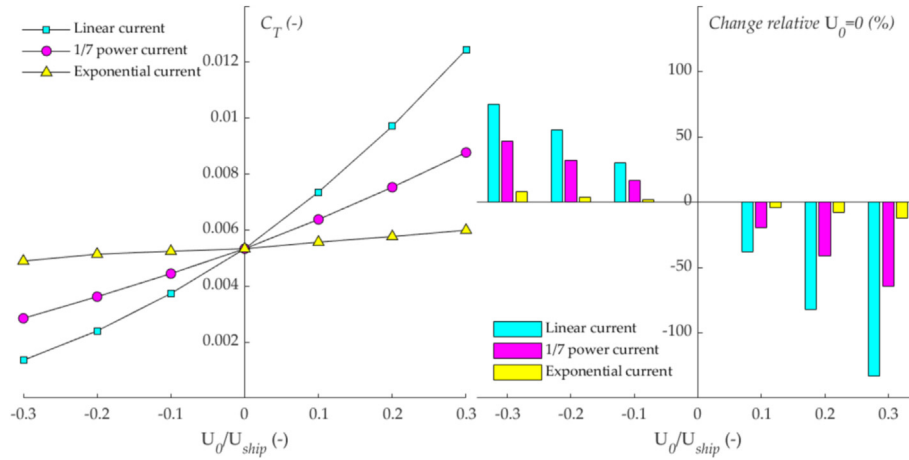 Linear current
1/7 power current
Exponential current
C_T (-)
0.012
0.01
0.008
0.006
0.004
0.002
-0.3 -0.2 -0.1 0 0.1 0.2 0.3
U_0/U_ship (-)
Change relative U_0=0 (%)
100
50
0
-50
-100
Linear current
1/7 power current
Exponential current
-0.3 -0.2 -0.1 0 0.1 0.2 0.3
U_0/U_ship (-)